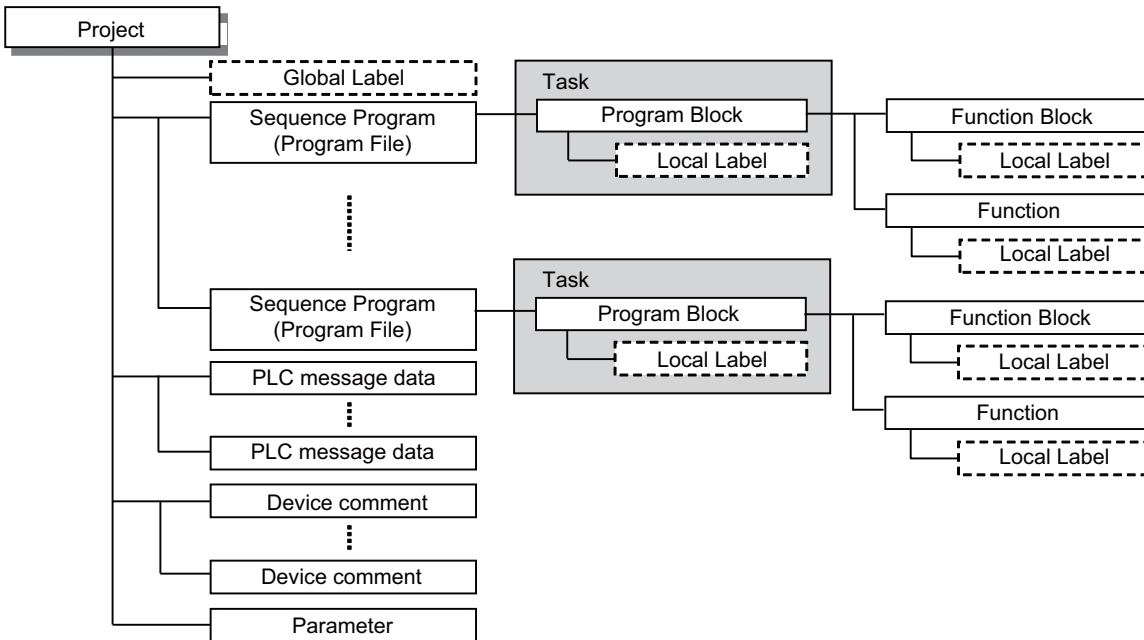 Project
Global Label
Sequence Program
(Program File)
Task
Program Block
Local Label
Function Block
Local Label
Function
Local Label
Sequence Program
(Program File)
Task
Program Block
Local Label
Function Block
Local Label
Function
Local Label
PLC message data
PLC message data
Device comment
Device comment
Parameter